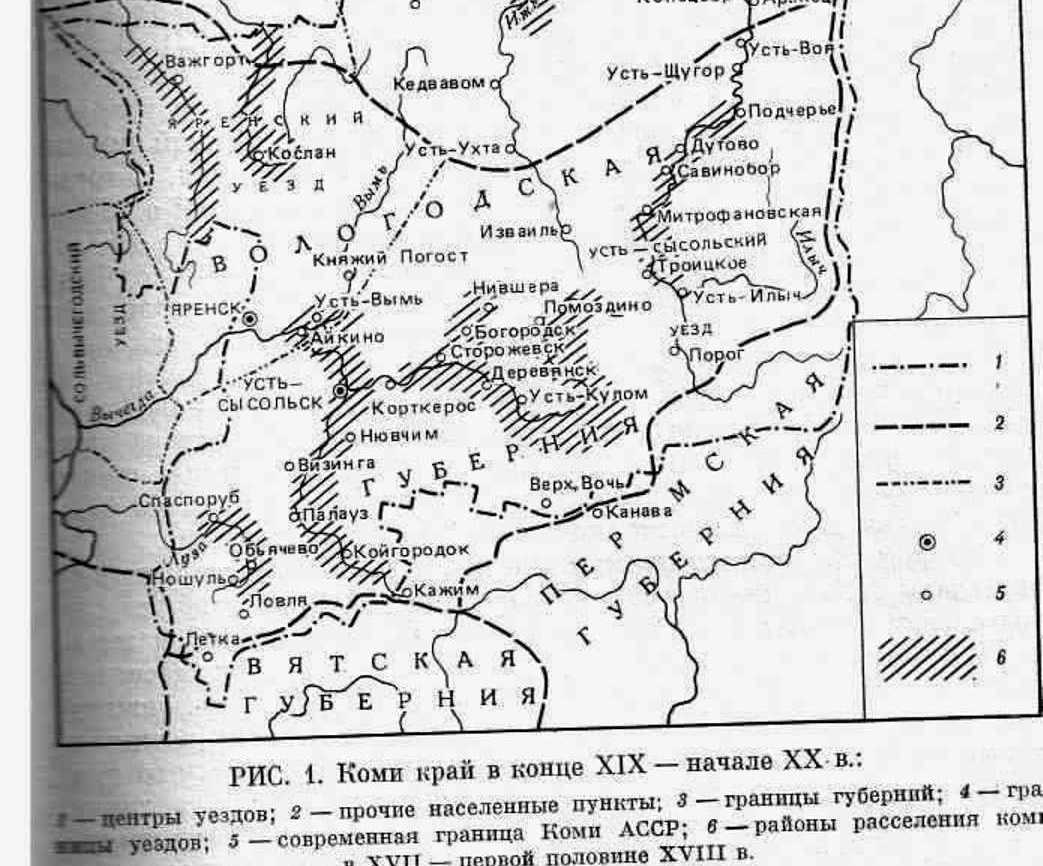 Важгорт
Усть-Воя
Усть-Щугор
Кедвавом
Подчерье
ЯРЕНСКИЙ
Дутово
Кослан
Усть-Ухта
Савинобор
УЕЗД
Вымь
ВОЛОГОДСКАЯ
Митрофановская
Изваиль
УСТЬ-СЫСОЛЬСКИЙ
Илыч
Княжий Погост
Троицкое
СОЛЬВЫЧЕГОДСКИЙ
УЕЗД
Нившера
Усть-Илыч
ЯРЕНСК
Усть-Вымь
Помоздино
Айкино
Богородск
УЕЗД
Сторожевск
Порог
1
Деревянск
УСТЬ-
СЫСОЛЬСК
Усть-Кулом
Вычегда
Корткерос
2
Нювчим
ГУБЕРНИЯ
Визинга
3
Верх. Вочь
Спаспоруб
Палауз
Канава
ПЕРМСКАЯ
ГУБЕРНИЯ
4
Луза
Объячево
Койгородок
Ношуль
Кажим
5
Ловля
Летка
6
ВЯТСКАЯ
ГУБЕРНИЯ
РИС. 1. Коми край в конце XIX — начале XX в.:
— центры уездов; 2 — прочие населенные пункты; 3 — границы губерний; 4 — гра
ницы уездов; 5 — современная граница Коми АССР; 6 — районы расселения коми
в XVII — первой половине XVIII в.